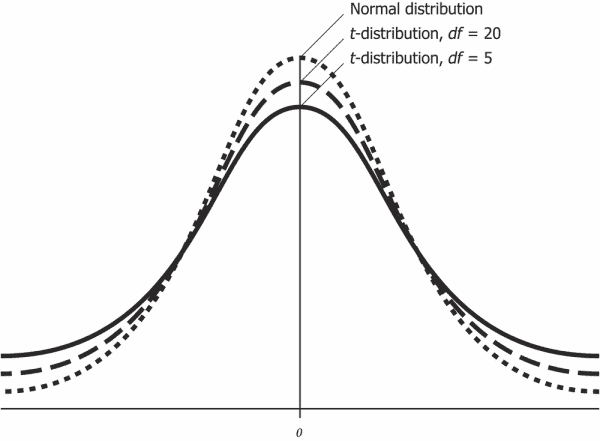 Normal distribution
t-distribution, df = 20
t-distribution, df = 5
0